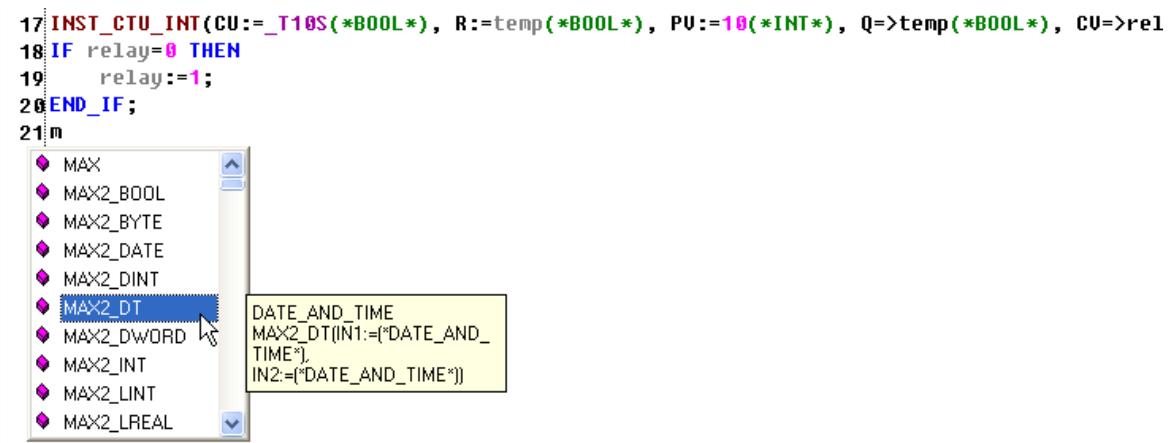 17 INST_CTU_INT(CU:=_T10S(*BOOL*), R:=temp(*BOOL*), PV:=10(*INT*), Q=>temp(*BOOL*), CV=>rel
18 IF relay=0 THEN
19 relay:=1;
20 END_IF;
21 m
MAX
MAX2_BOOL
MAX2_BYTE
MAX2_DATE
MAX2_DINT
MAX2_DT
MAX2_DWORD
MAX2_INT
MAX2_LINT
MAX2_LREAL
DATE_AND_TIME
MAX2_DT(IN1:=(*DATE_AND_
TIME*),
IN2:=(*DATE_AND_TIME*))